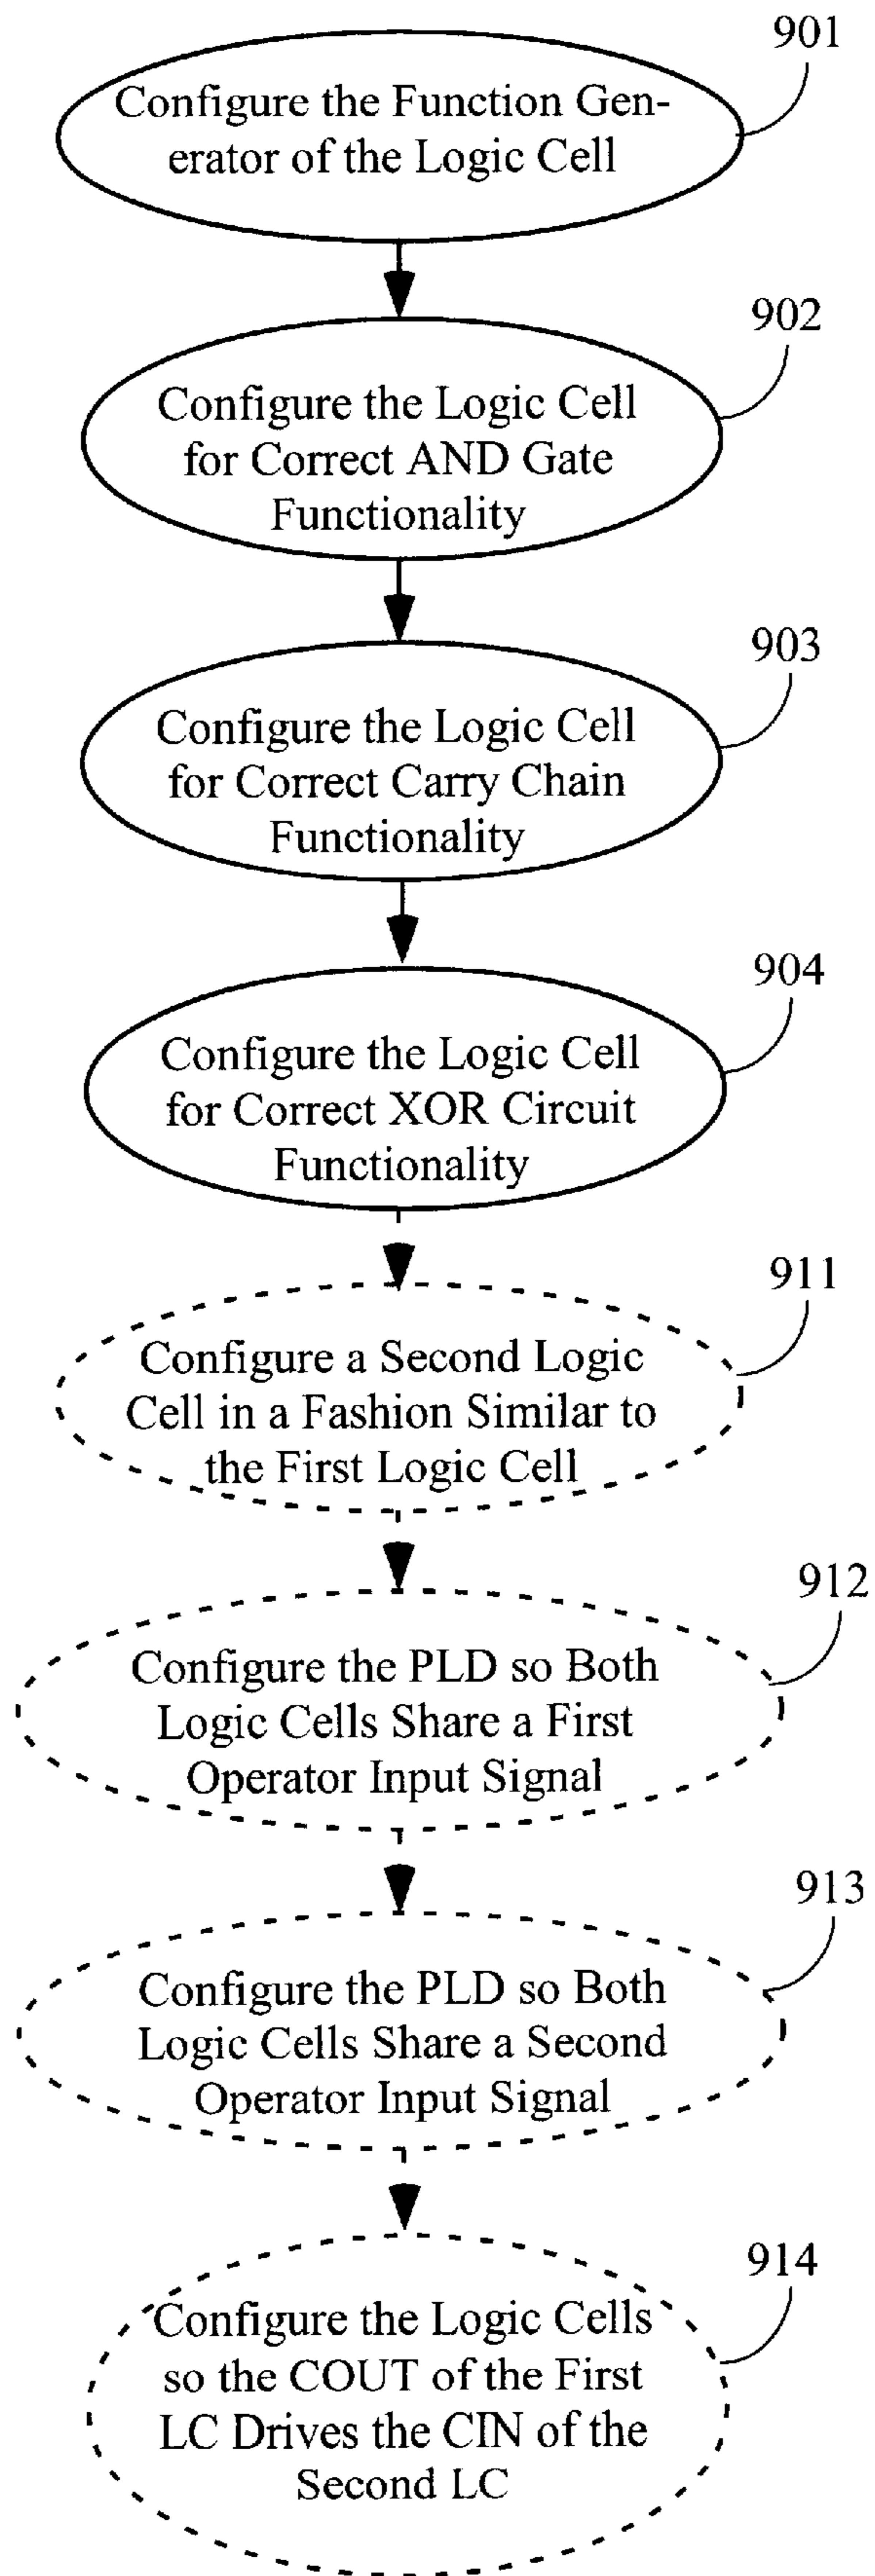 901
Configure the Function Gen-
erator of the Logic Cell
902
Configure the Logic Cell
for Correct AND Gate
Functionality
903
Configure the Logic Cell
for Correct Carry Chain
Functionality
904
Configure the Logic Cell
for Correct XOR Circuit
Functionality
911
Configure a Second Logic
Cell in a Fashion Similar to
the First Logic Cell
912
Configure the PLD so Both
Logic Cells Share a First
Operator Input Signal
913
Configure the PLD so Both
Logic Cells Share a Second
Operator Input Signal
914
Configure the Logic Cells
so the COUT of the First
LC Drives the CIN of the
Second LC